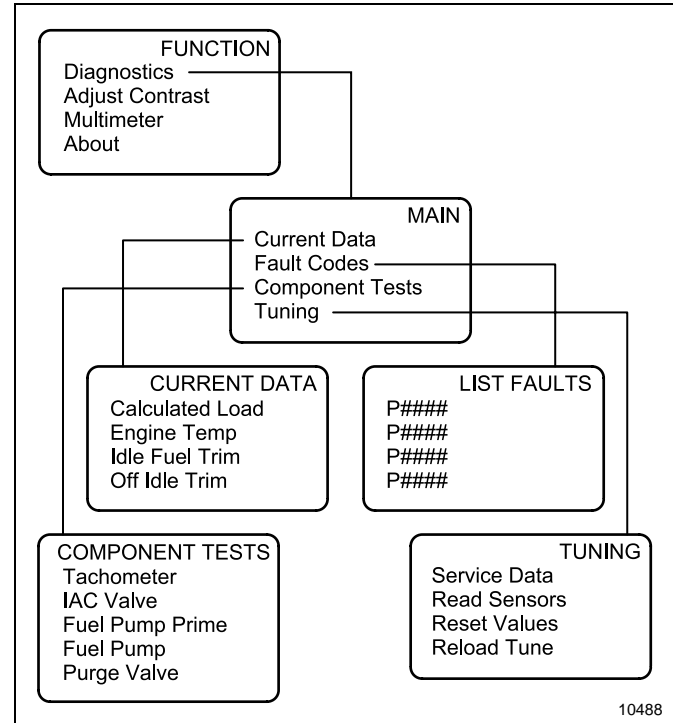 FUNCTION
Diagnostics
Adjust Contrast
Multimeter
About
MAIN
Current Data
Fault Codes
Component Tests
Tuning
CURRENT DATA
Calculated Load
Engine Temp
Idle Fuel Trim
Off Idle Trim
LIST FAULTS
P####
P####
P####
P####
COMPONENT TESTS
Tachometer
IAC Valve
Fuel Pump Prime
Fuel Pump
Purge Valve
TUNING
Service Data
Read Sensors
Reset Values
Reload Tune
10488